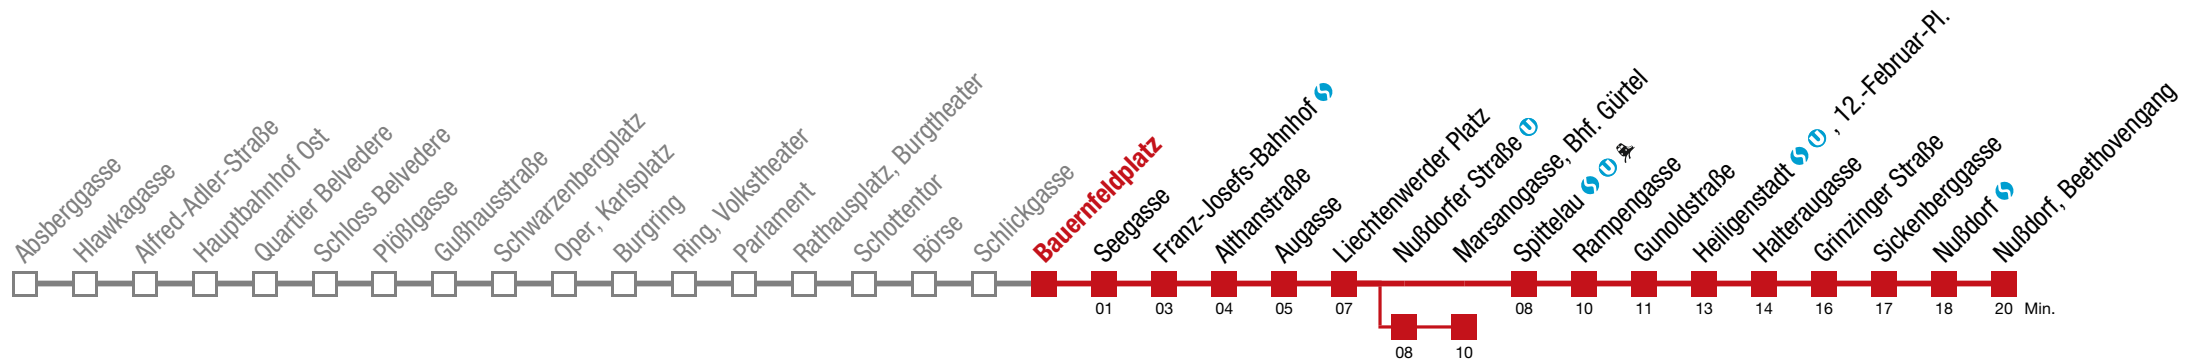 Absberggasse
Hlawkagasse
Alfred-Adler-Straße
Hauptbahnhof Ost
Quartier Belvedere
Schloss Belvedere
Plößlgasse
Gußhausstraße
Schwarzenbergplatz
Oper, Karlsplatz
Burgring
Ring, Volkstheater
Parlament
Rathausplatz, Burgtheater
Schottentor
Börse
Schlickgasse
Bauernfeldplatz
Seegasse
Franz-Josefs-Bahnhof S
Althanstraße
Augasse
Liechtenwerder Platz
Nußdorfer Straße U
Marsanogasse, Bhf. Gürtel
Spittelau S U
Rampengasse
Gunoldstraße
Heiligenstadt S U , 12.-Februar-Pl.
Halteraugasse
Grinzinger Straße
Sickenberggasse
Nußdorf S
Nußdorf, Beethovengang
01 03 04 05 07 08 10 11 13 14 16 17 18 20 Min.
08 10